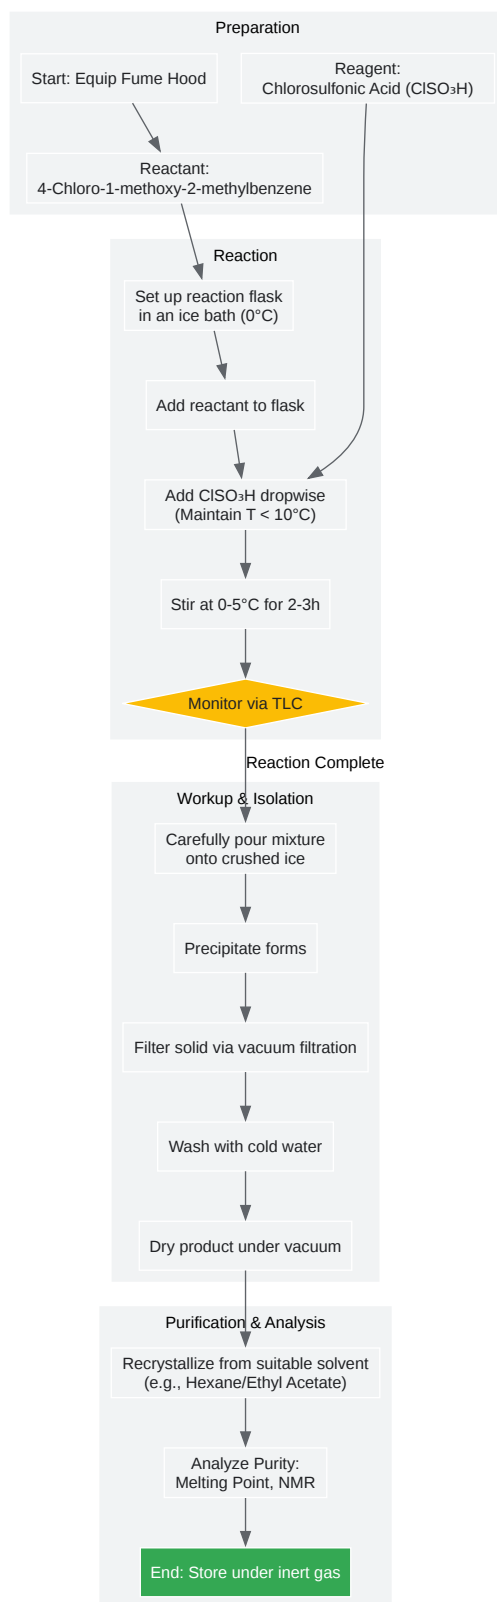 Preparation
Start: Equip Fume Hood
Reagent:
Chlorosulfonic Acid (ClSO₃H)
Reactant:
4-Chloro-1-methoxy-2-methylbenzene
Reaction
Set up reaction flask
in an ice bath (0°C)
Add reactant to flask
Add ClSO₃H dropwise
(Maintain T < 10°C)
Stir at 0-5°C for 2-3h
Monitor via TLC
Reaction Complete
Workup & Isolation
Carefully pour mixture
onto crushed ice
Precipitate forms
Filter solid via vacuum filtration
Wash with cold water
Dry product under vacuum
Purification & Analysis
Recrystallize from suitable solvent
(e.g., Hexane/Ethyl Acetate)
Analyze Purity:
Melting Point, NMR
End: Store under inert gas